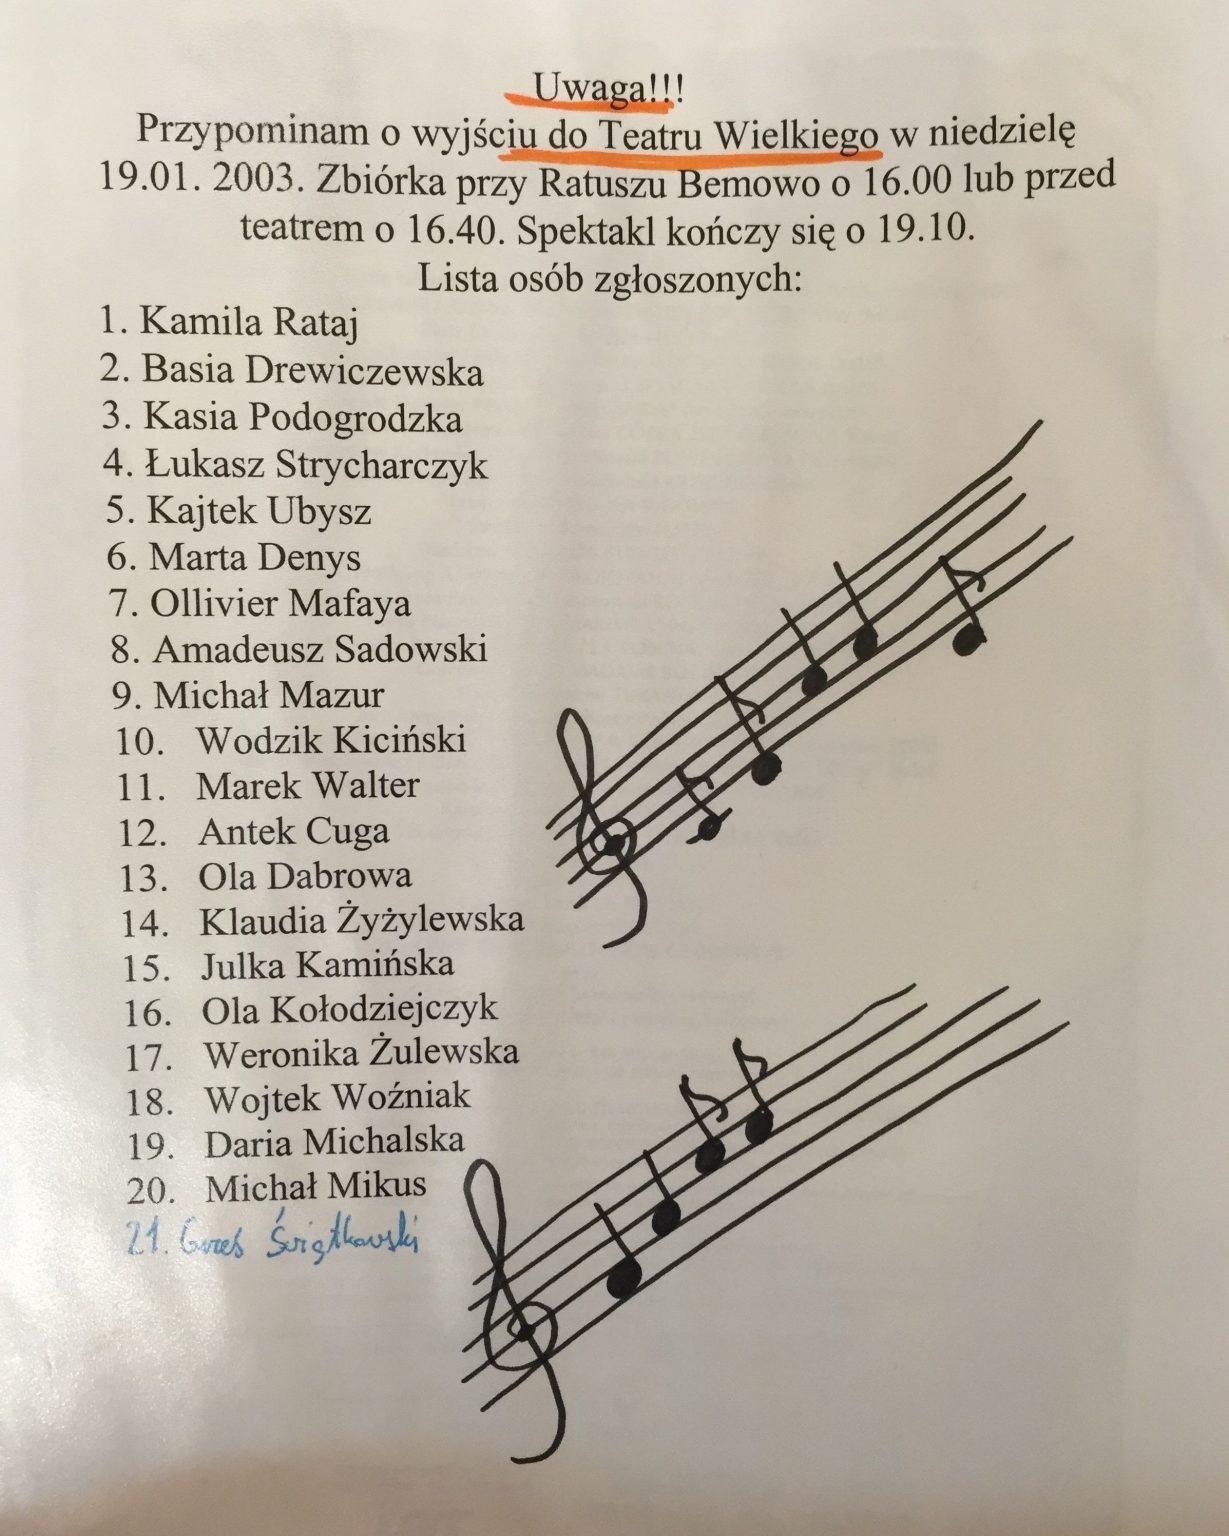 Uwaga!!!
Przypominam o wyjściu do Teatru Wielkiego w niedzielę
19.01. 2003. Zbiórka przy Ratuszu Bemowo o 16.00 lub przed
teatrem o 16.40. Spektakl kończy się o 19.10.
Lista osób zgłoszonych:
1. Kamila Rataj
2. Basia Drewiczewska
3. Kasia Podogrodzka
4. Łukasz Strycharczyk
5. Kajtek Ubysz
6. Marta Denys
7. Ollivier Mafaya
8. Amadeusz Sadowski
9. Michał Mazur
10. Wodzik Kiciński
11. Marek Walter
12. Antek Cuga
13. Ola Dabrowa
14. Klaudia Żyżylewska
15. Julka Kamińska
16. Ola Kołodziejczyk
17. Weronika Żulewska
18. Wojtek Woźniak
19. Daria Michalska
20. Michał Mikus
21. Grześ Świątkowski